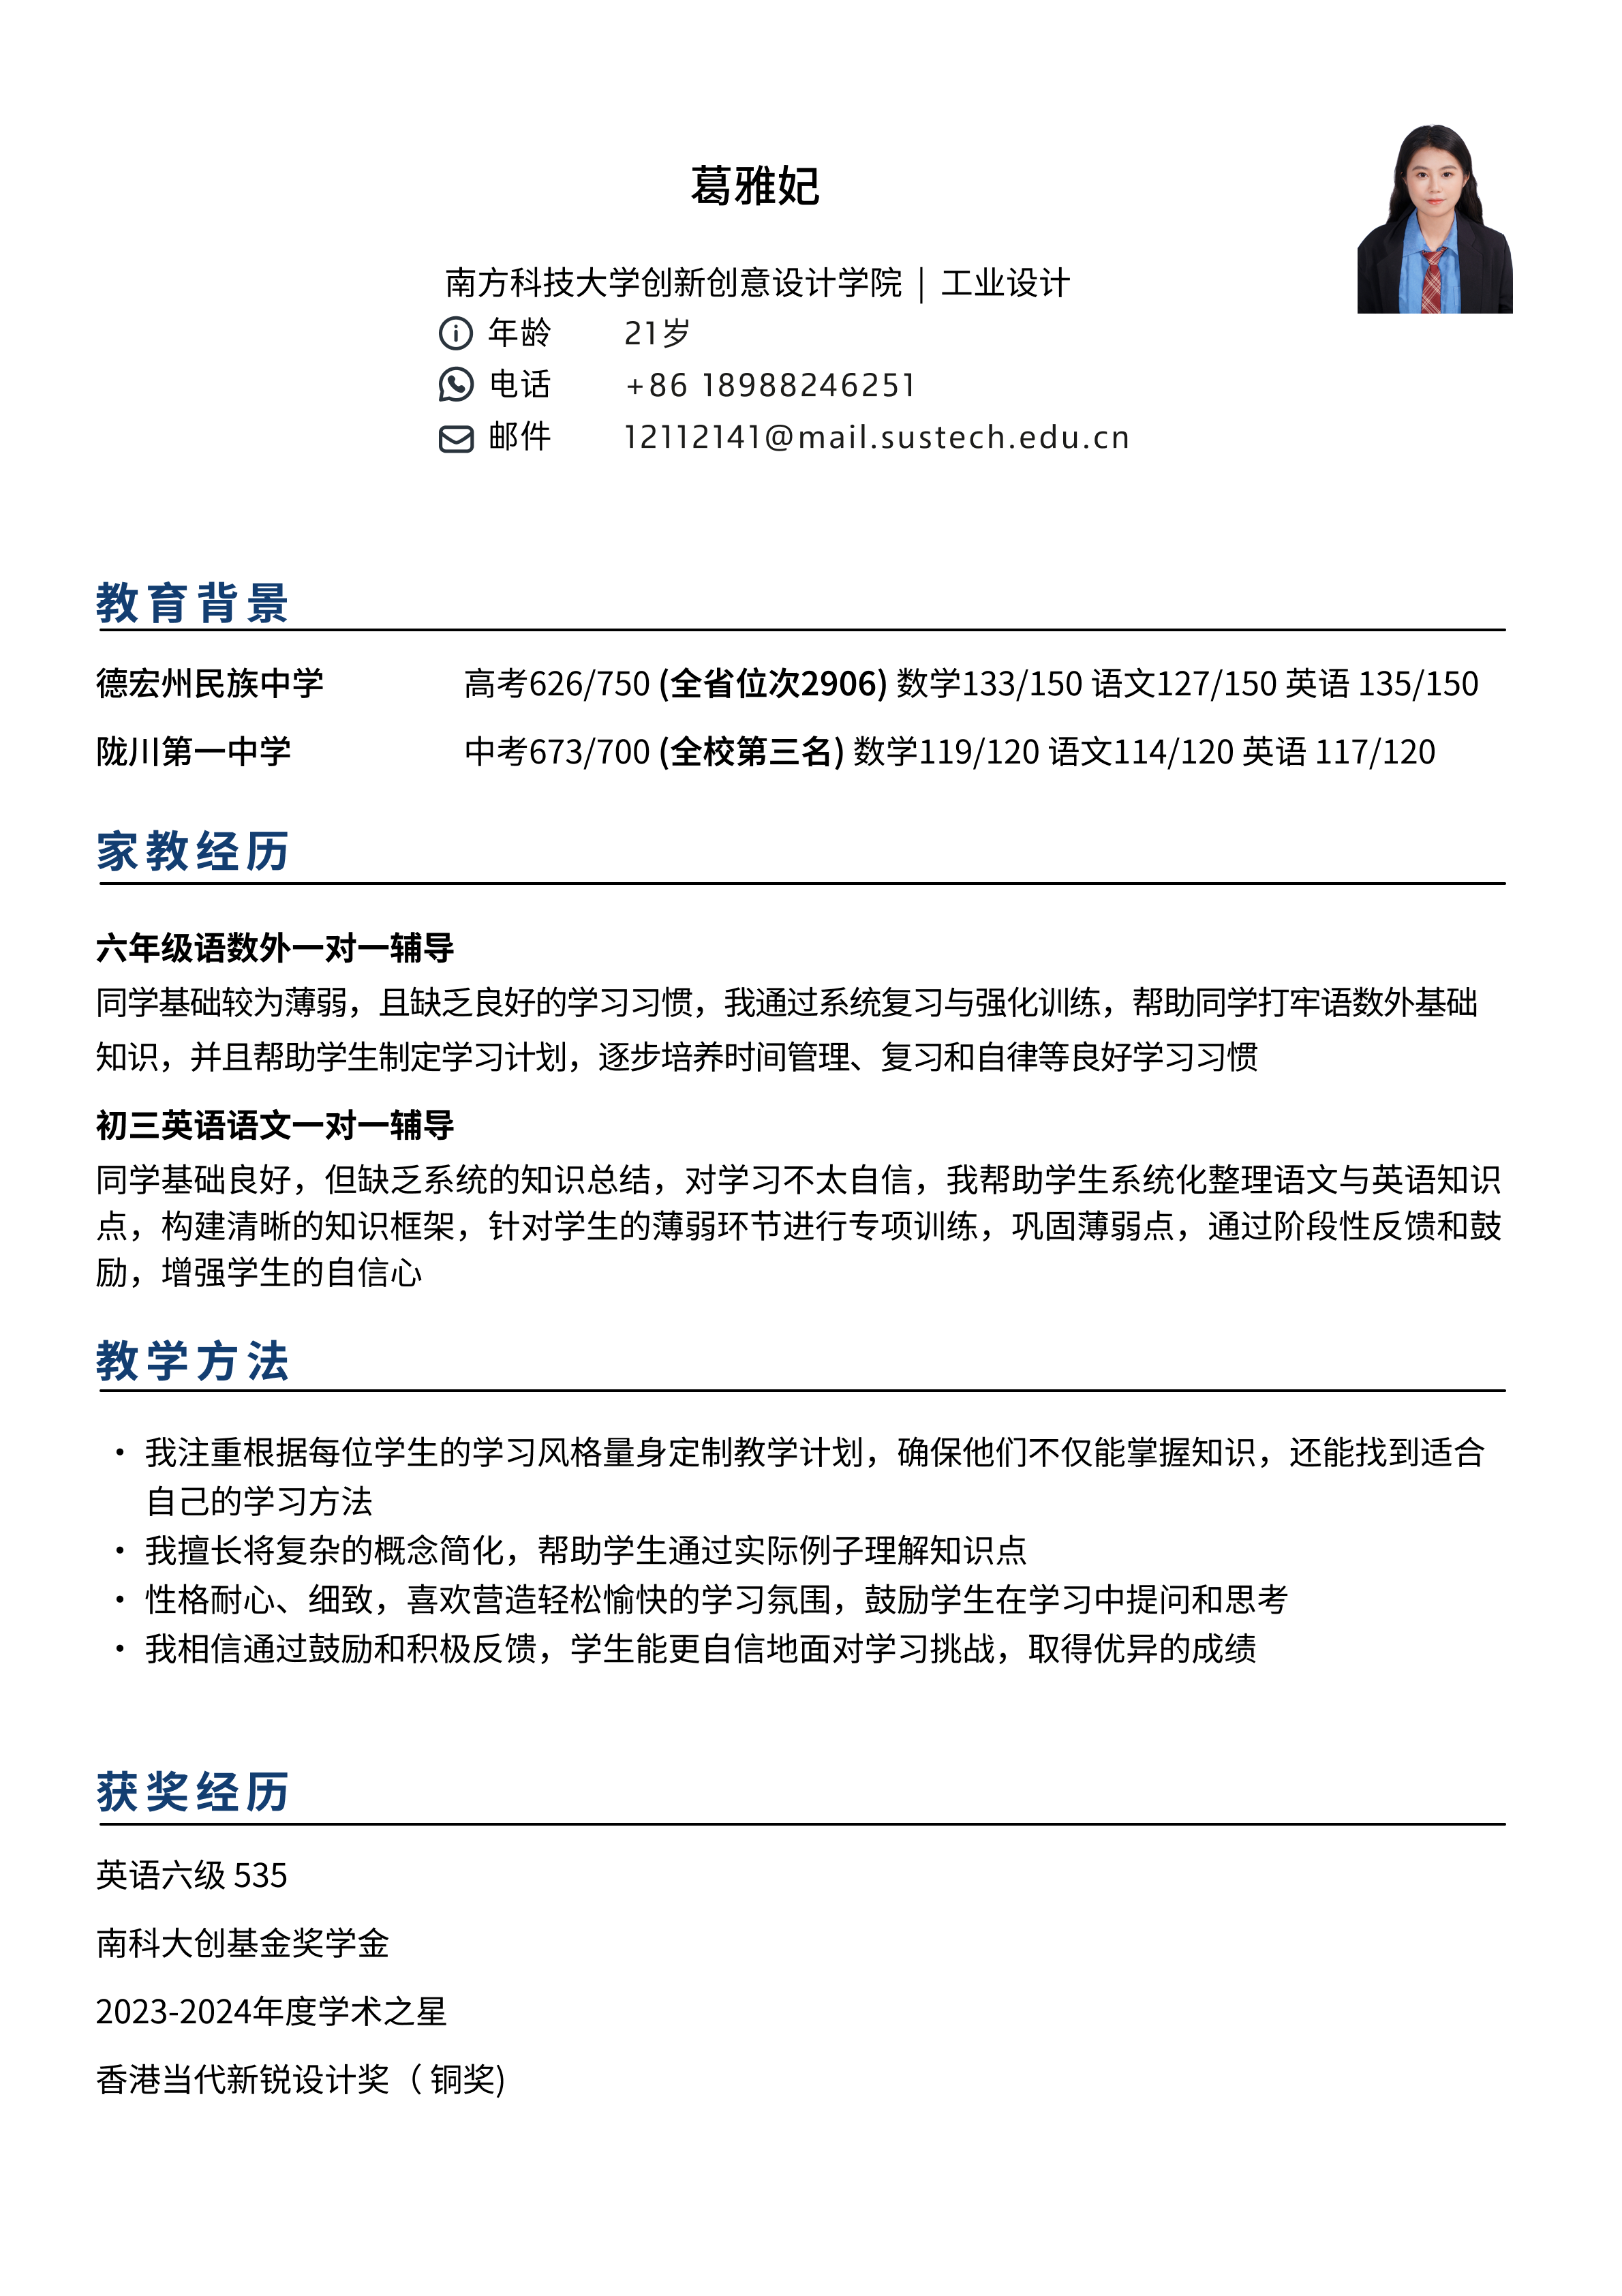 葛雅妃
南方科技大学创新创意设计学院 | 工业设计
年龄 21岁
电话 +86 18988246251
邮件 12112141@mail.sustech.edu.cn
教育背景
德宏州民族中学 高考626/750 (全省位次2906) 数学133/150 语文127/150 英语 135/150
陇川第一中学 中考673/700 (全校第三名) 数学119/120 语文114/120 英语 117/120
家教经历
六年级语数外一对一辅导
同学基础较为薄弱，且缺乏良好的学习习惯，我通过系统复习与强化训练，帮助同学打牢语数外基础
知识，并且帮助学生制定学习计划，逐步培养时间管理、复习和自律等良好学习习惯
初三英语语文一对一辅导
同学基础良好，但缺乏系统的知识总结，对学习不太自信，我帮助学生系统化整理语文与英语知识
点，构建清晰的知识框架，针对学生的薄弱环节进行专项训练，巩固薄弱点，通过阶段性反馈和鼓
励，增强学生的自信心
教学方法
• 我注重根据每位学生的学习风格量身定制教学计划，确保他们不仅能掌握知识，还能找到适合
自己的学习方法
• 我擅长将复杂的概念简化，帮助学生通过实际例子理解知识点
• 性格耐心、细致，喜欢营造轻松愉快的学习氛围，鼓励学生在学习中提问和思考
• 我相信通过鼓励和积极反馈，学生能更自信地面对学习挑战，取得优异的成绩
获奖经历
英语六级 535
南科大创基金奖学金
2023-2024年度学术之星
香港当代新锐设计奖（ 铜奖)